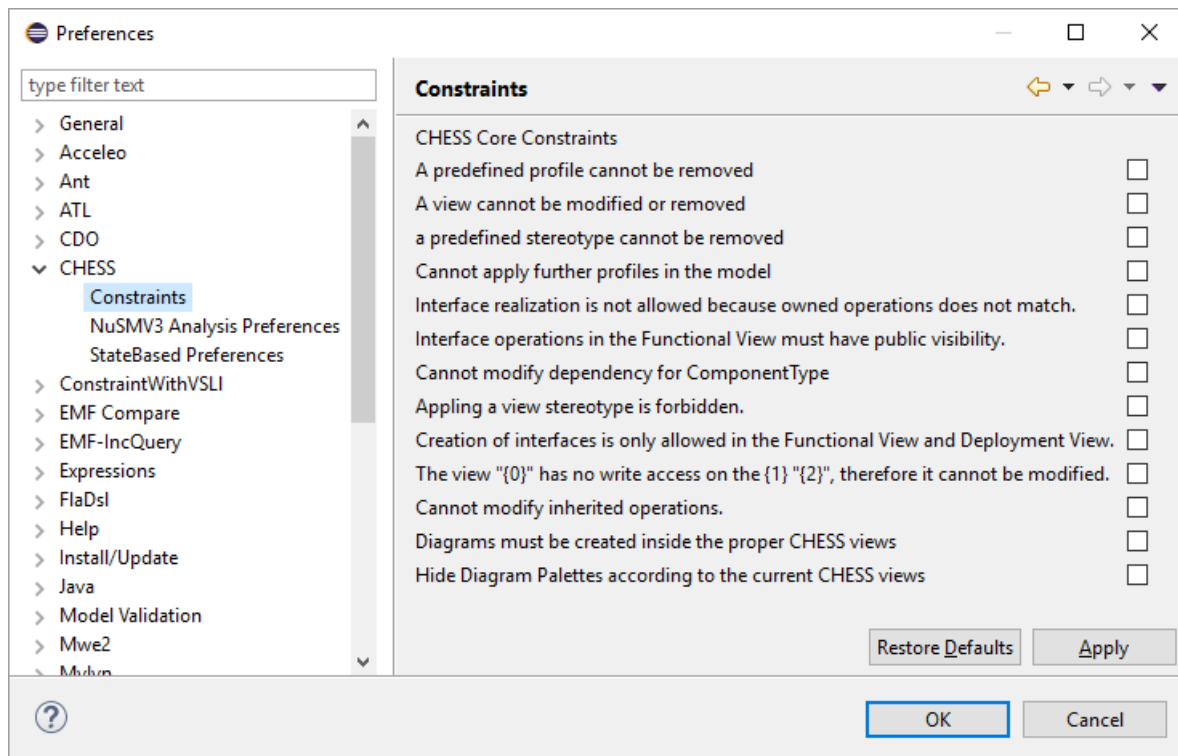 Preferences
type filter text
General
Acceleo
Ant
ATL
CDO
CHESS
Constraints
NuSMV3 Analysis Preferences
StateBased Preferences
ConstraintWithVSLI
EMF Compare
EMF-IncQuery
Expressions
FlaDsl
Help
Install/Update
Java
Model Validation
Mwe2
Mylyn
Constraints
CHESS Core Constraints
A predefined profile cannot be removed
A view cannot be modified or removed
a predefined stereotype cannot be removed
Cannot apply further profiles in the model
Interface realization is not allowed because owned operations does not match.
Interface operations in the Functional View must have public visibility.
Cannot modify dependency for ComponentType
Appling a view stereotype is forbidden.
Creation of interfaces is only allowed in the Functional View and Deployment View.
The view "{0}" has no write access on the {1} "{2}", therefore it cannot be modified.
Cannot modify inherited operations.
Diagrams must be created inside the proper CHESS views
Hide Diagram Palettes according to the current CHESS views
Restore Defaults
Apply
?
OK
Cancel